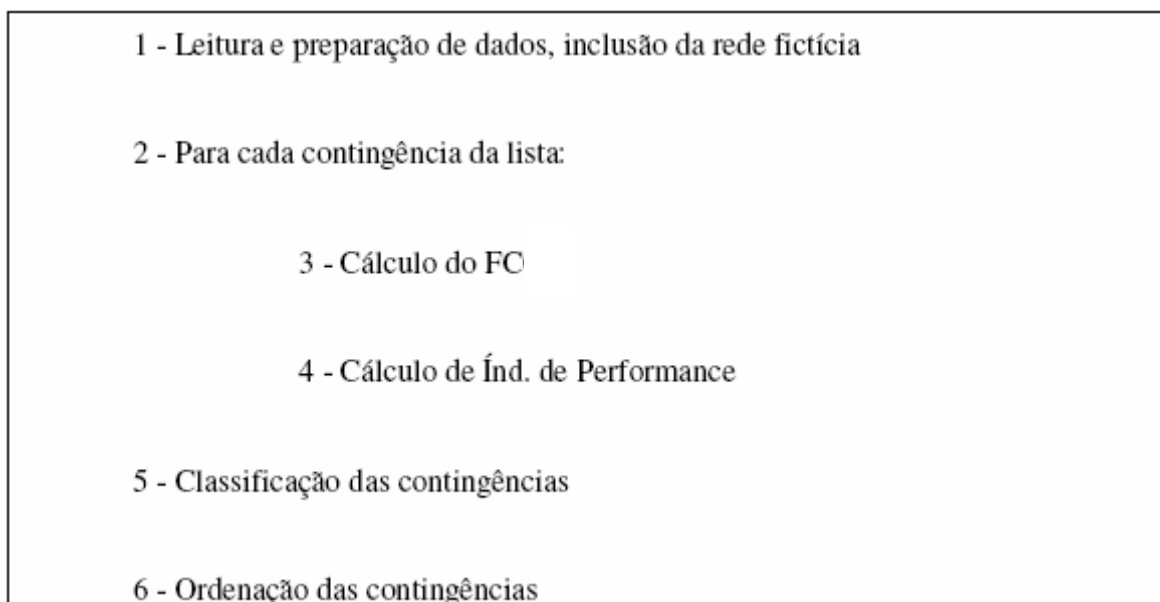 1 - Leitura e preparação de dados, inclusão da rede fictícia
2 - Para cada contingência da lista:
3 - Cálculo do FC
4 - Cálculo de Índ. de Performance
5 - Classificação das contingências
6 - Ordenação das contingências